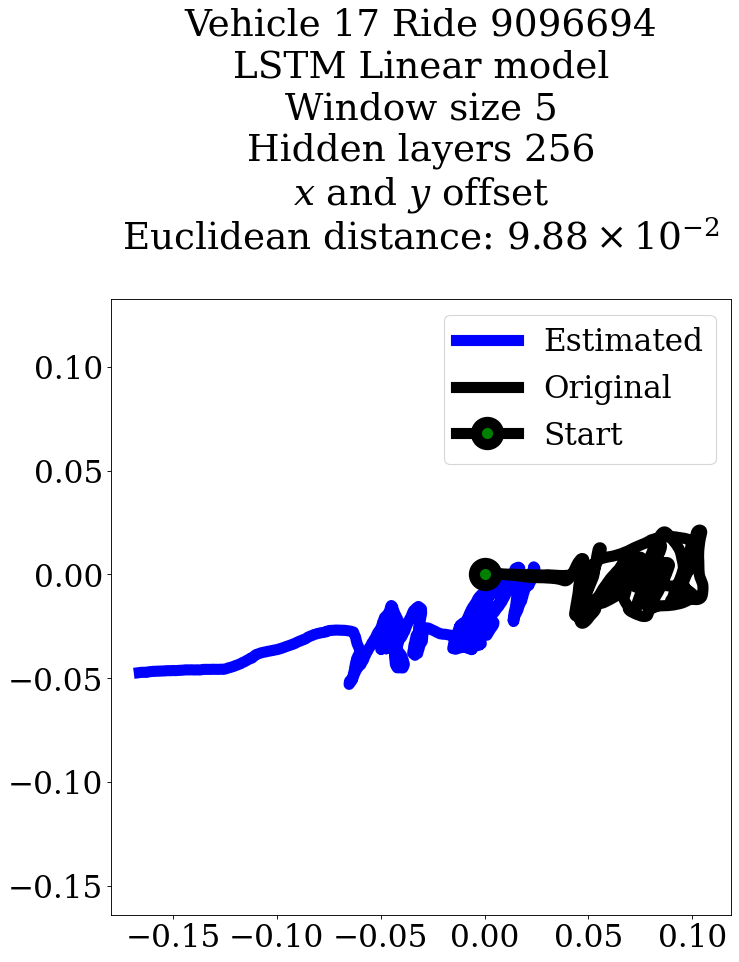 Vehicle 17 Ride 9096694
LSTM Linear model
Window size 5
Hidden layers 256
x and y offset
Euclidean distance: 9.88 × 10⁻²
Estimated
Original
Start
0.10
0.05
0.00
−0.05
−0.10
−0.15
−0.15 −0.10 −0.05 0.00 0.05 0.10